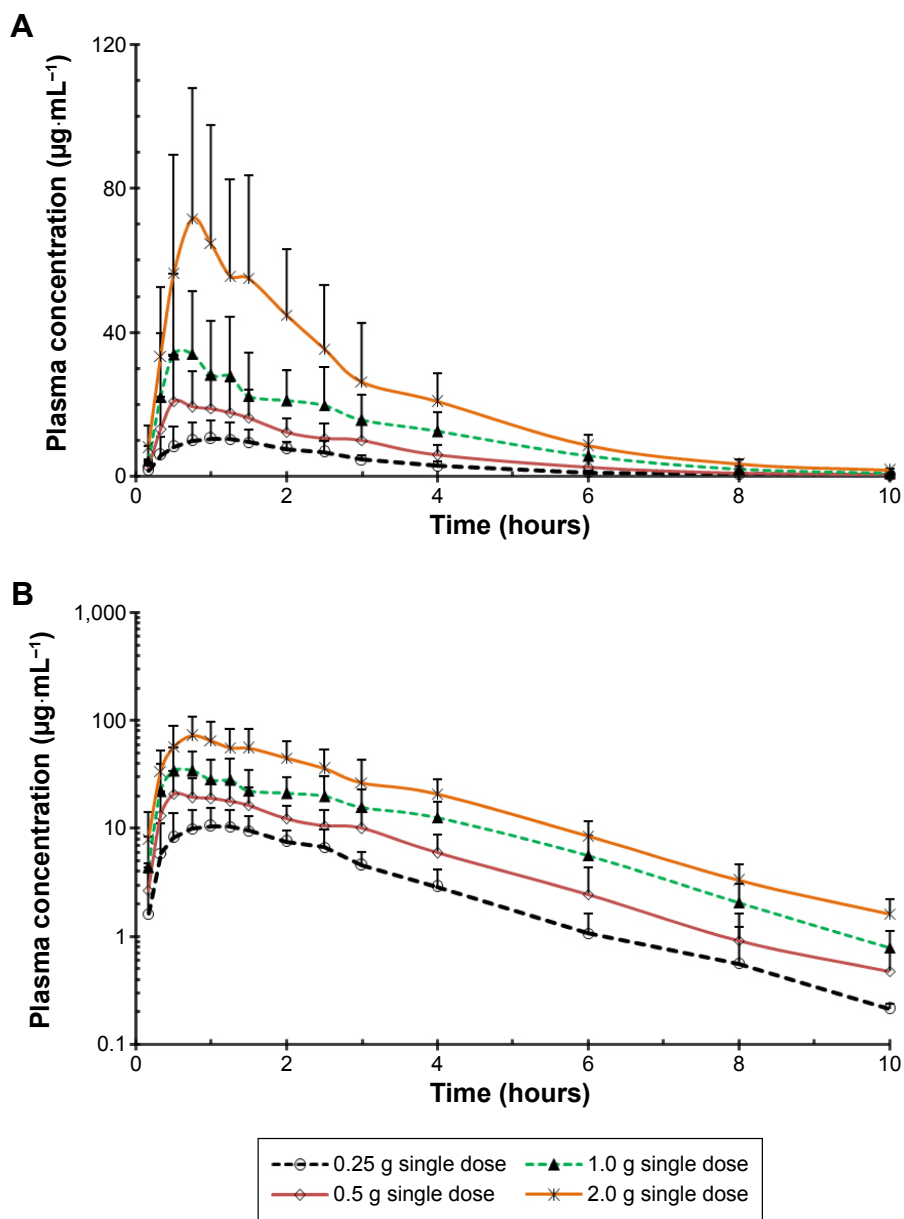 A
Plasma concentration (µg·mL⁻¹)
120
80
40
0
0 2 4 6 8 10
Time (hours)
B
Plasma concentration (µg·mL⁻¹)
1,000
100
10
1
0.1
0 2 4 6 8 10
Time (hours)
0.25 g single dose 1.0 g single dose
0.5 g single dose 2.0 g single dose